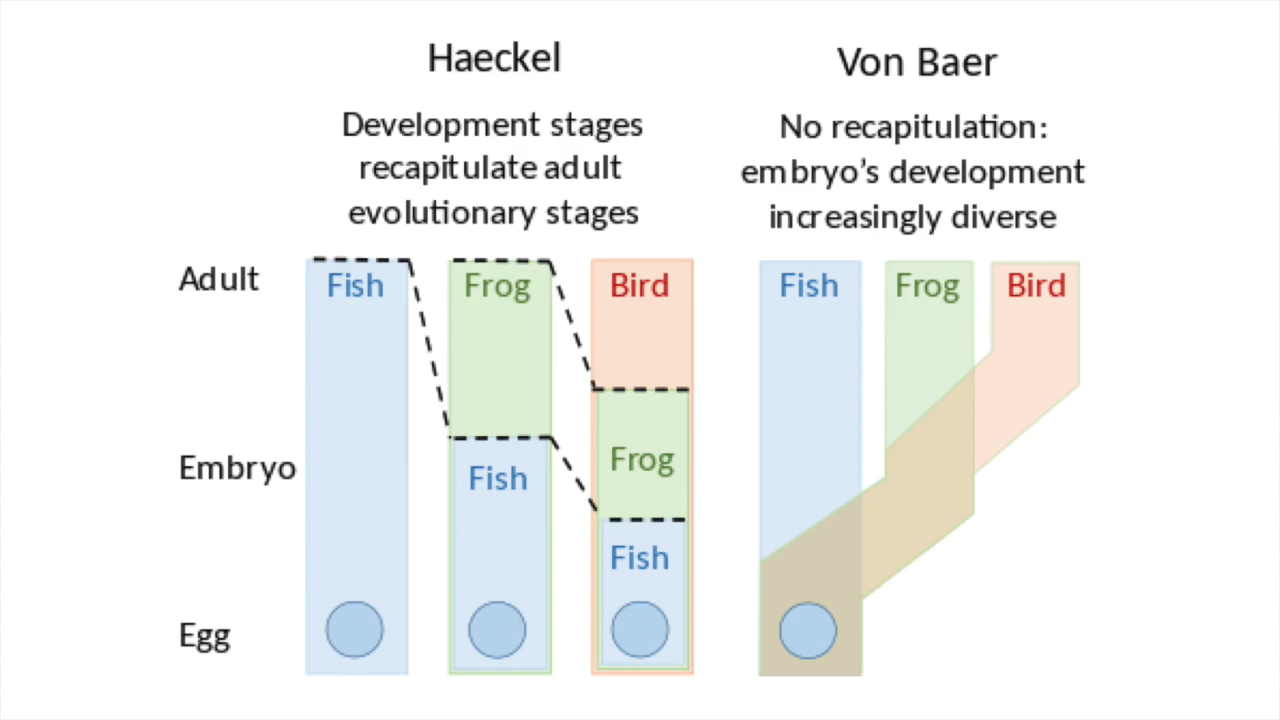 Haeckel
Development stages
recapitulate adult
evolutionary stages
Von Baer
No recapitulation:
embryo's development
increasingly diverse
Adult
Fish
Frog
Bird
Fish
Frog
Bird
Embryo
Fish
Frog
Fish
Egg